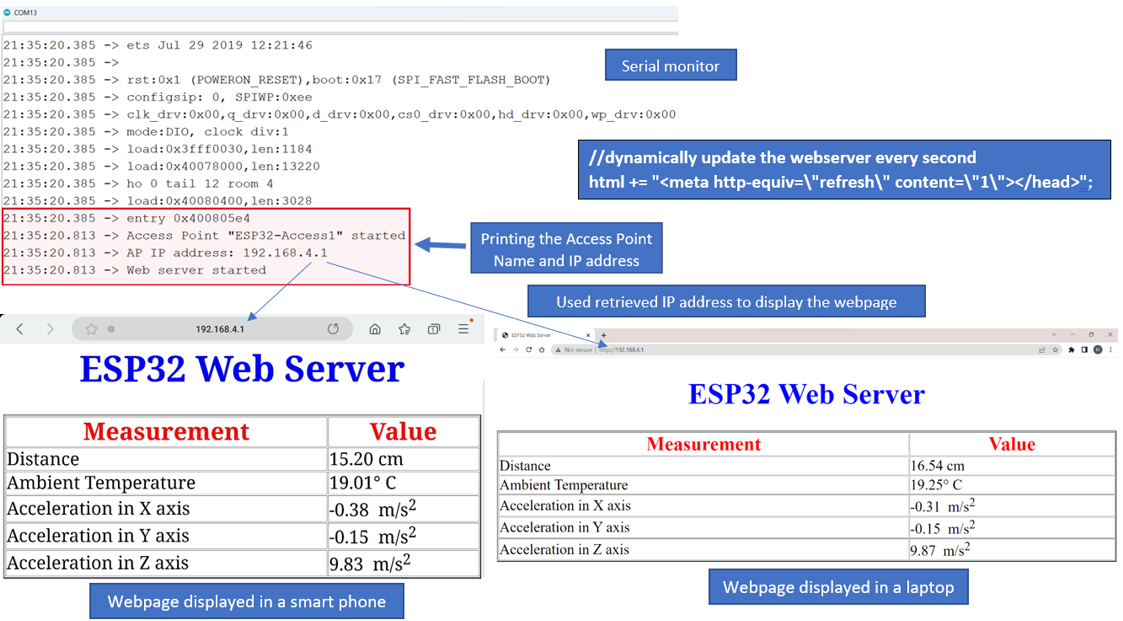 COM13
21:35:20.385 -> ets Jul 29 2019 12:21:46
21:35:20.385 ->
21:35:20.385 -> rst:0x1 (POWERON_RESET),boot:0x17 (SPI_FAST_FLASH_BOOT)
21:35:20.385 -> configsip: 0, SPIWP:0xee
21:35:20.385 -> clk_drv:0x00,q_drv:0x00,d_drv:0x00,cs0_drv:0x00,hd_drv:0x00,wp_drv:0x00
21:35:20.385 -> mode:DIO, clock div:1
21:35:20.385 -> load:0x3fff0030,len:1184
21:35:20.385 -> load:0x40078000,len:13220
21:35:20.385 -> ho 0 tail 12 room 4
21:35:20.385 -> load:0x40080400,len:3028
21:35:20.385 -> entry 0x400805e4
21:35:20.813 -> Access Point "ESP32-Access1" started
21:35:20.813 -> AP IP address: 192.168.4.1
21:35:20.813 -> Web server started
Serial monitor
//dynamically update the webserver every second
html += "<meta http-equiv=\"refresh\" content=\"1\"></head>";
Printing the Access Point
Name and IP address
Used retrieved IP address to display the webpage
192.168.4.1
ESP32 Web Server
Measurement Value
Distance 15.20 cm
Ambient Temperature 19.01° C
Acceleration in X axis -0.38 m/s²
Acceleration in Y axis -0.15 m/s²
Acceleration in Z axis 9.83 m/s²
Webpage displayed in a smart phone
ESP32 Web Server
Not secure | http://192.168.4.1
ESP32 Web Server
Measurement Value
Distance 16.54 cm
Ambient Temperature 19.25° C
Acceleration in X axis -0.31 m/s²
Acceleration in Y axis -0.15 m/s²
Acceleration in Z axis 9.87 m/s²
Webpage displayed in a laptop